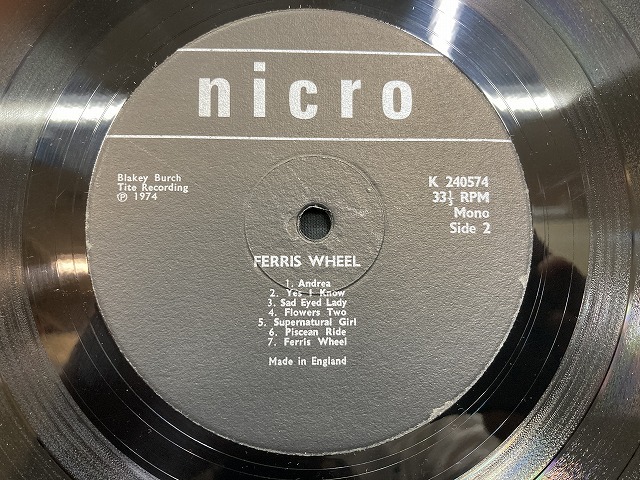 nicro
Blakey Burch
Tite Recording
℗ 1974
K 240574
33⅓ RPM
Mono
Side 2
FERRIS WHEEL
1. Andrea
2. Yes I Know
3. Sad Eyed Lady
4. Flowers Two
5. Supernatural Girl
6. Piscean Ride
7. Ferris Wheel
Made in England